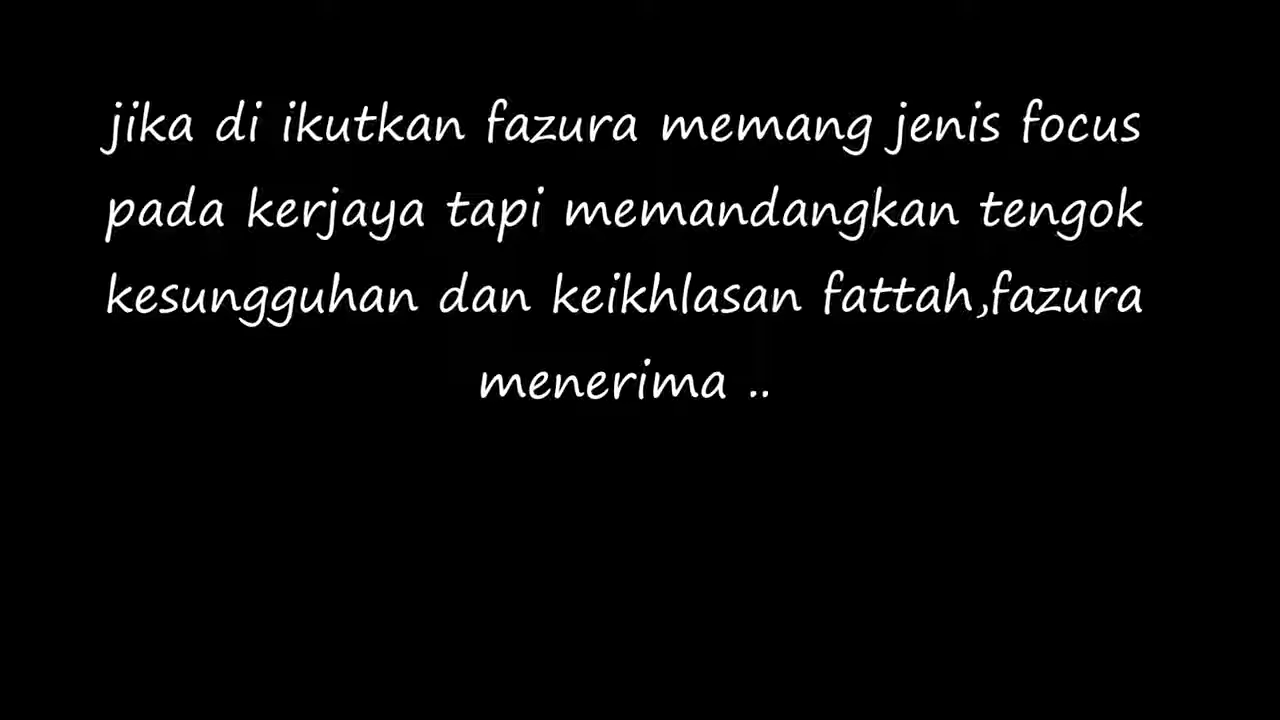 jika di ikutkan fazura memang jenis focus
pada kerjaya tapi memandangkan tengok
kesungguhan dan keikhlasan fattah,fazura
menerima ..